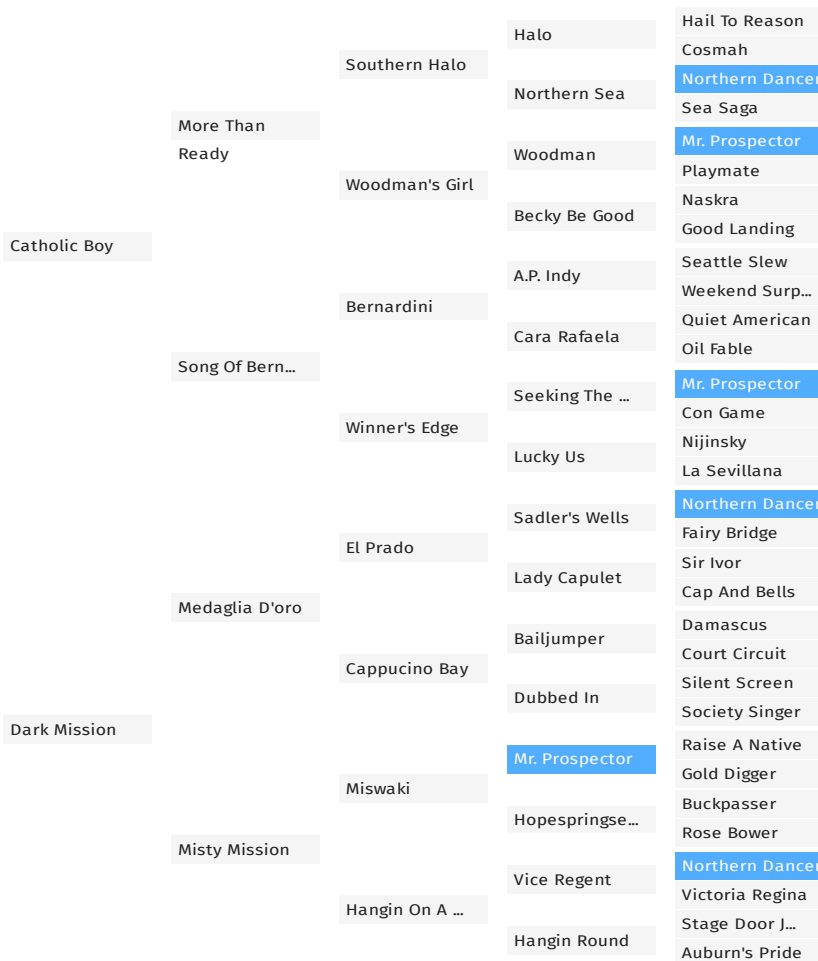 Catholic Boy
Dark Mission
More Than
Ready
Song Of Bern...
Medaglia D'oro
Misty Mission
Southern Halo
Woodman's Girl
Bernardini
Winner's Edge
El Prado
Cappucino Bay
Miswaki
Hangin On A ...
Halo
Northern Sea
Woodman
Becky Be Good
A.P. Indy
Cara Rafaela
Seeking The ...
Lucky Us
Sadler's Wells
Lady Capulet
Bailjumper
Dubbed In
Mr. Prospector
Hopespringse...
Vice Regent
Hangin Round
Hail To Reason
Cosmah
Northern Dancer
Sea Saga
Mr. Prospector
Playmate
Naskra
Good Landing
Seattle Slew
Weekend Surp...
Quiet American
Oil Fable
Mr. Prospector
Con Game
Nijinsky
La Sevillana
Northern Dancer
Fairy Bridge
Sir Ivor
Cap And Bells
Damascus
Court Circuit
Silent Screen
Society Singer
Raise A Native
Gold Digger
Buckpasser
Rose Bower
Northern Dancer
Victoria Regina
Stage Door J...
Auburn's Pride